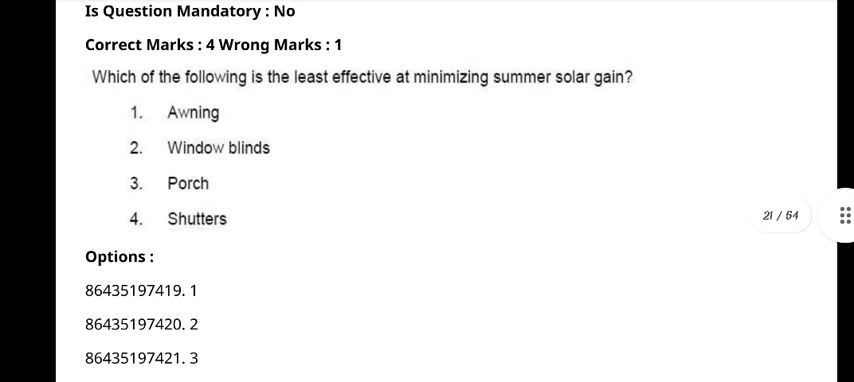 Is Question Mandatory : No
Correct Marks : 4 Wrong Marks : 1
Which of the following is the least effective at minimizing summer solar gain?
1. Awning
2. Window blinds
3. Porch
4. Shutters
21 / 64
Options :
86435197419. 1
86435197420. 2
86435197421. 3